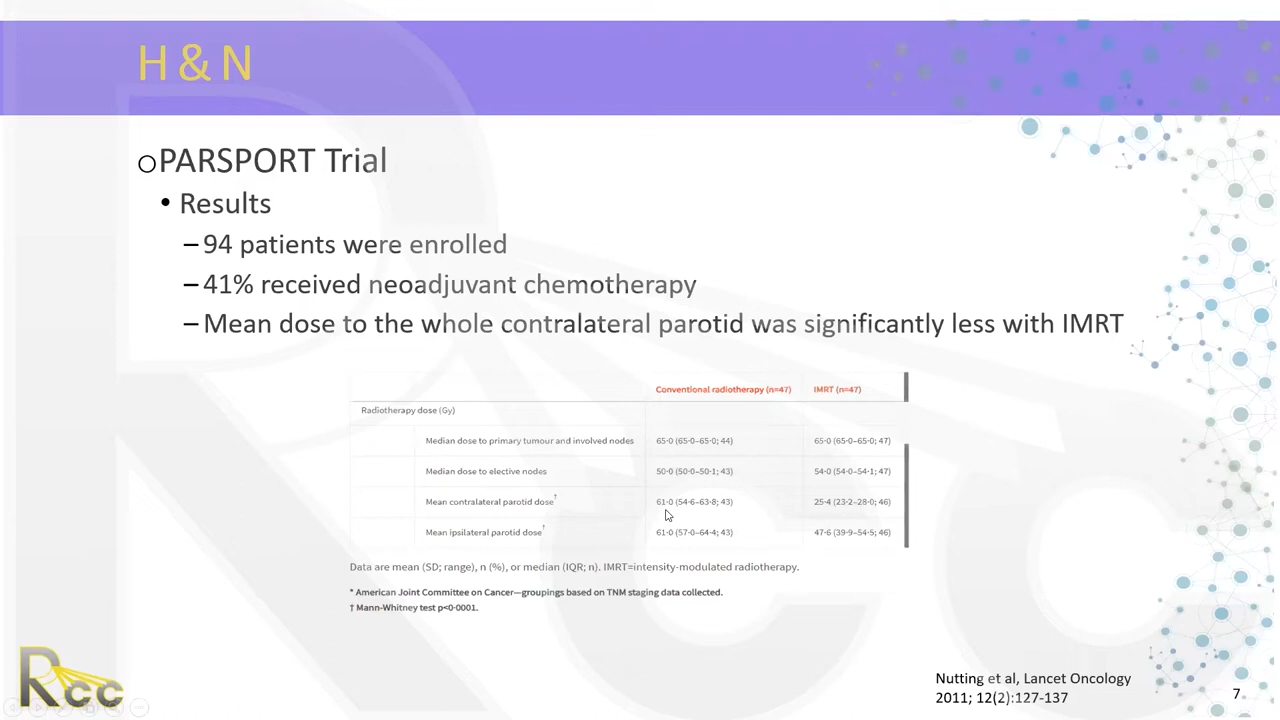 H & N
oPARSPORT Trial
• Results
–94 patients were enrolled
–41% received neoadjuvant chemotherapy
–Mean dose to the whole contralateral parotid was significantly less with IMRT
Conventional radiotherapy (n=47) IMRT (n=47)
Radiotherapy dose (Gy)
Median dose to primary tumour and involved nodes 65·0 (65·0–65·0; 44) 65·0 (65·0–65·0; 47)
Median dose to elective nodes 50·0 (50·0–50·1; 43) 54·0 (54·0–54·1; 47)
Mean contralateral parotid dose† 61·0 (54·6–63·8; 43) 25·4 (23·2–28·0; 46)
Mean ipsilateral parotid dose† 61·0 (57·0–64·4; 43) 47·6 (39·9–54·5; 46)
Data are mean (SD; range), n (%), or median (IQR; n). IMRT=intensity-modulated radiotherapy.
* American Joint Committee on Cancer—groupings based on TNM staging data collected.
† Mann-Whitney test p<0·0001.
Rcc
Nutting et al, Lancet Oncology
2011; 12(2):127-137
7